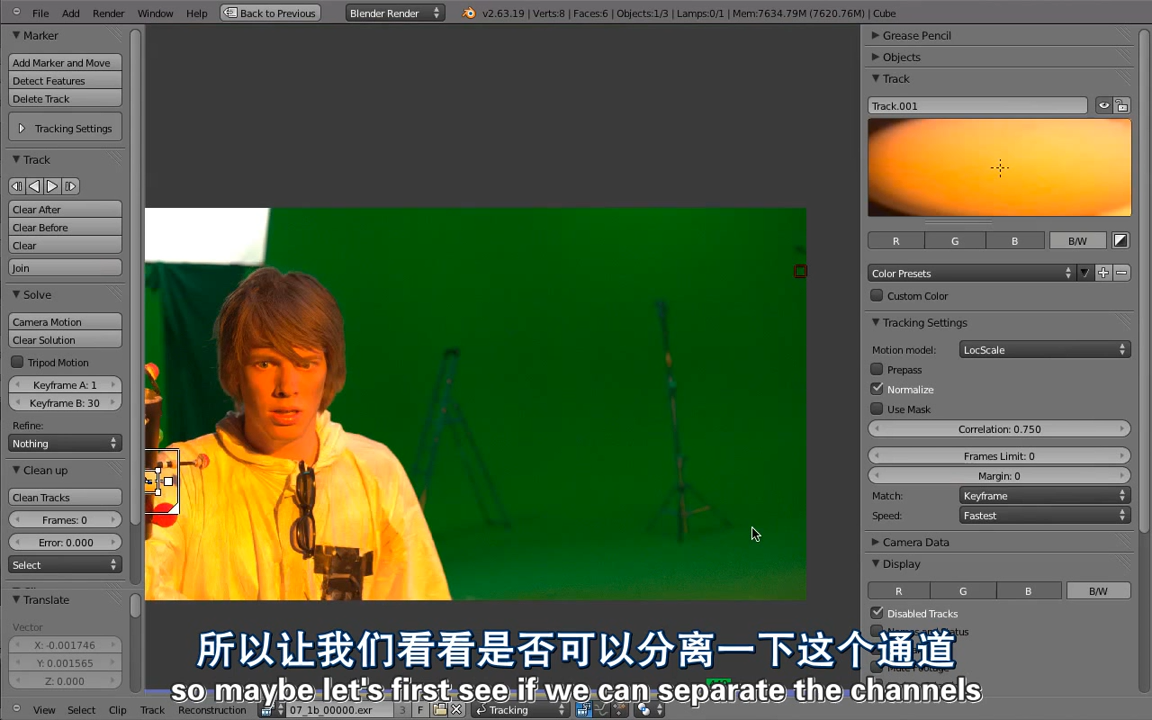 File Add Render Window Help Back to Previous Blender Render v2.63.19 | Verts:8 | Faces:6 | Objects:1/3 | Lamps:0/1 | Mem:7634.79M (7620.76M) | Cube
Marker
Add Marker and Move
Detect Features
Delete Track
Tracking Settings
Track
Clear After
Clear Before
Clear
Join
Solve
Camera Motion
Clear Solution
Tripod Motion
Keyframe A: 1
Keyframe B: 30
Refine:
Nothing
Clean up
Clean Tracks
Frames: 0
Error: 0.000
Select
Translate
Vector
X: -0.001746
Y: 0.001565
Z: 0.000
Grease Pencil
Objects
Track
Track.001
R G B B/W
Color Presets
Custom Color
Tracking Settings
Motion model: LocScale
Prepass
Normalize
Use Mask
Correlation: 0.750
Frames Limit: 0
Margin: 0
Match: Keyframe
Speed: Fastest
Camera Data
Display
R G B B/W
Disabled Tracks
所以让我们看看是否可以分离一下这个通道
so maybe let's first see if we can separate the channels
View Select Clip Track Reconstruction 07_1b_00000.exr 3 F Tracking